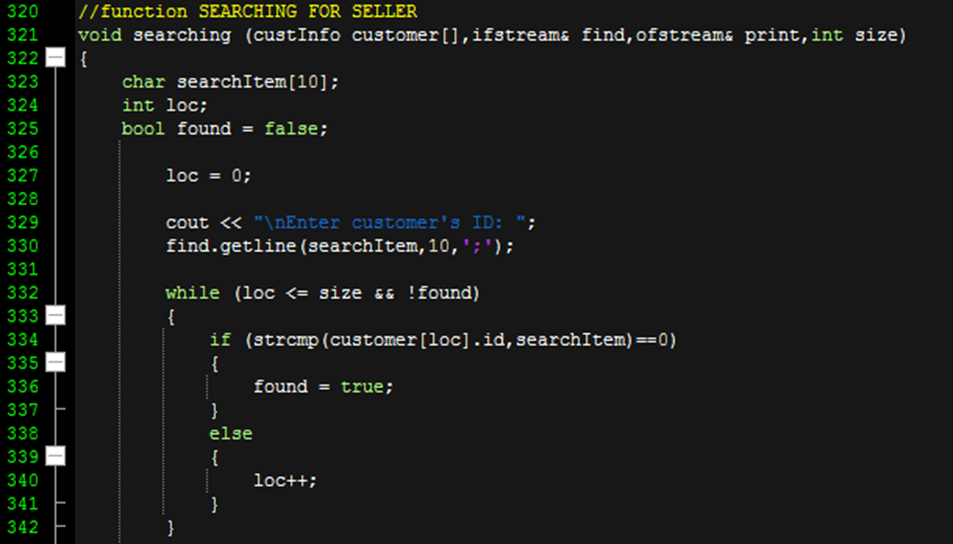 320 //function SEARCHING FOR SELLER
321 void searching (custInfo customer[],ifstream& find,ofstream& print,int size)
322 {
323 char searchItem[10];
324 int loc;
325 bool found = false;
326
327 loc = 0;
328
329 cout << "\nEnter customer's ID: ";
330 find.getline(searchItem,10,';');
331
332 while (loc <= size && !found)
333 {
334 if (strcmp(customer[loc].id,searchItem)==0)
335 {
336 found = true;
337 }
338 else
339 {
340 loc++;
341 }
342 }